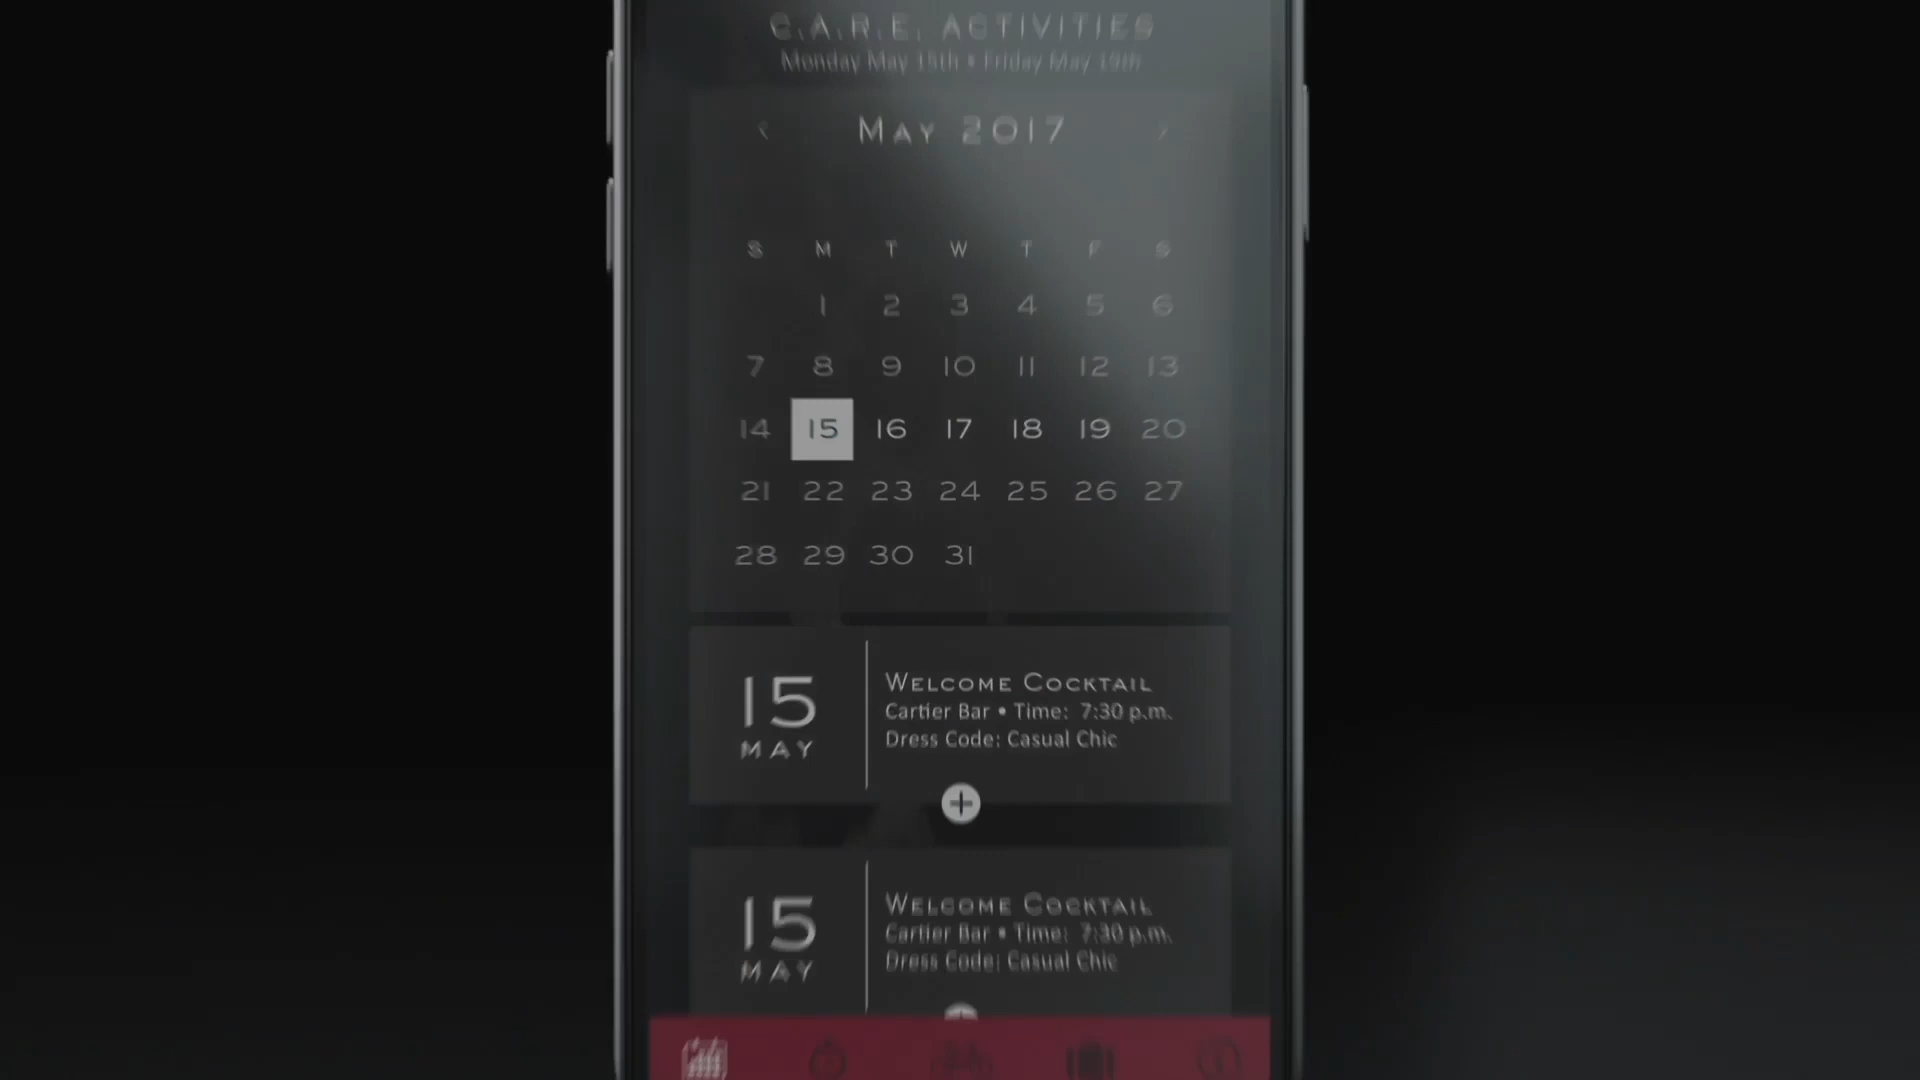 C.A.R.E. ACTIVITIES
Monday May 15th • Friday May 19th
MAY 2017
S M T W T F S
1 2 3 4 5 6
7 8 9 10 11 12 13
14 15 16 17 18 19 20
21 22 23 24 25 26 27
28 29 30 31
15
MAY
WELCOME COCKTAIL
Cartier Bar • Time: 7:30 p.m.
Dress Code: Casual Chic
15
MAY
WELCOME COCKTAIL
Cartier Bar • Time: 7:30 p.m.
Dress Code: Casual Chic